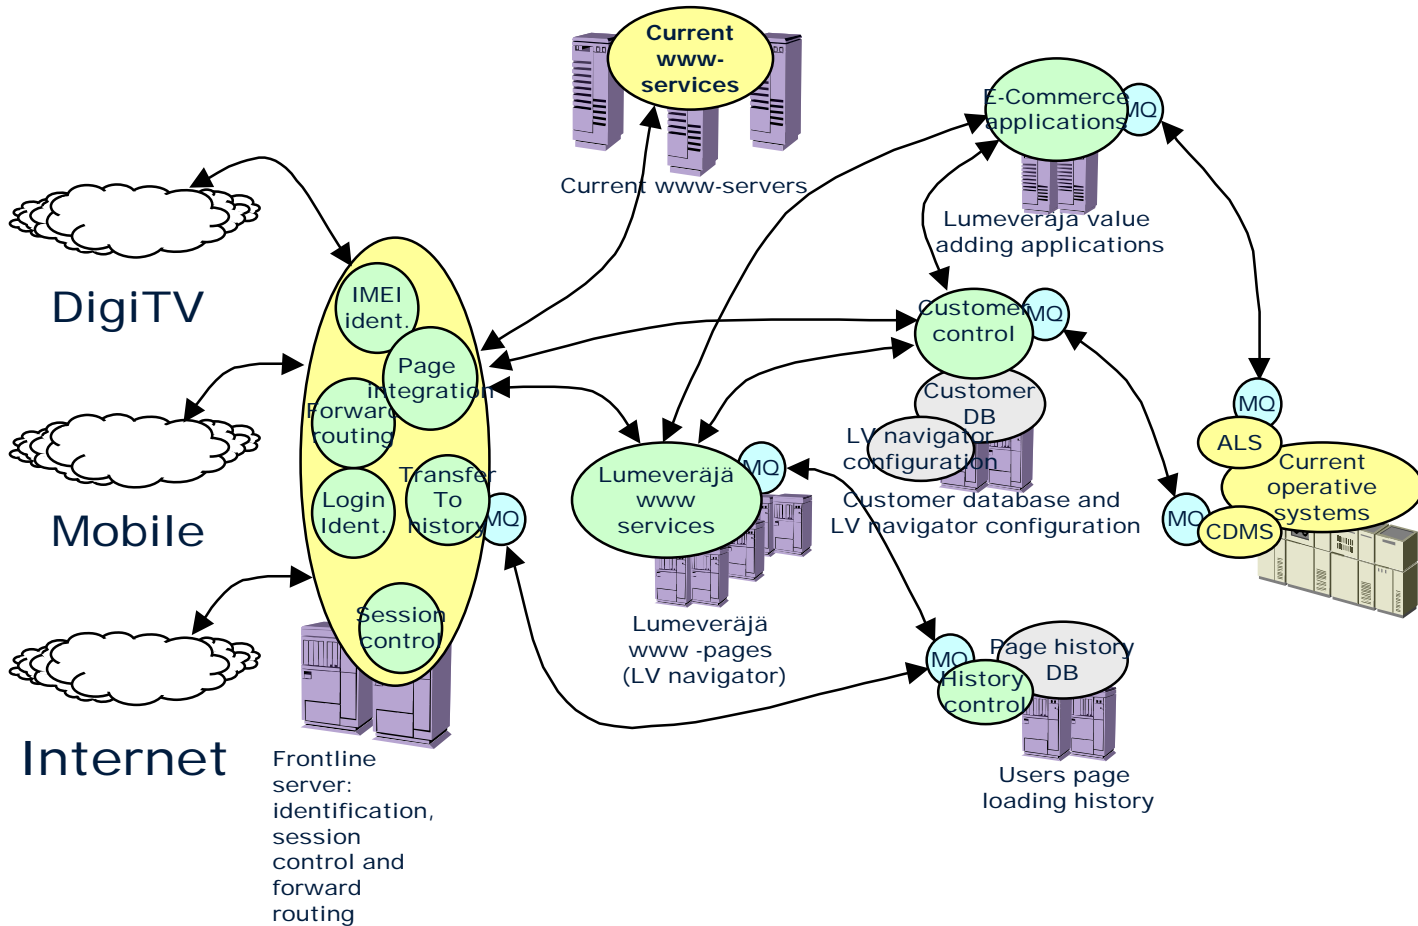 Current
www-
services
Current www-servers
E-Commerce
applications
MQ
Lumeveräjä value
adding applications
DigiTV
Mobile
Internet
IMEI
ident.
Page
integration
Forward
routing
Login
Ident.
Transfer
To
history
MQ
Session
control
Frontline
server:
identification,
session
control and
forward
routing
Lumeveräjä
www
services
MQ
Lumeveräjä
www -pages
(LV navigator)
Customer
control
MQ
Customer
DB
LV navigator
configuration
Customer database and
LV navigator configuration
MQ
ALS
Current
operative
systems
MQ
CDMS
MQ
History
control
Page history
DB
Users page
loading history